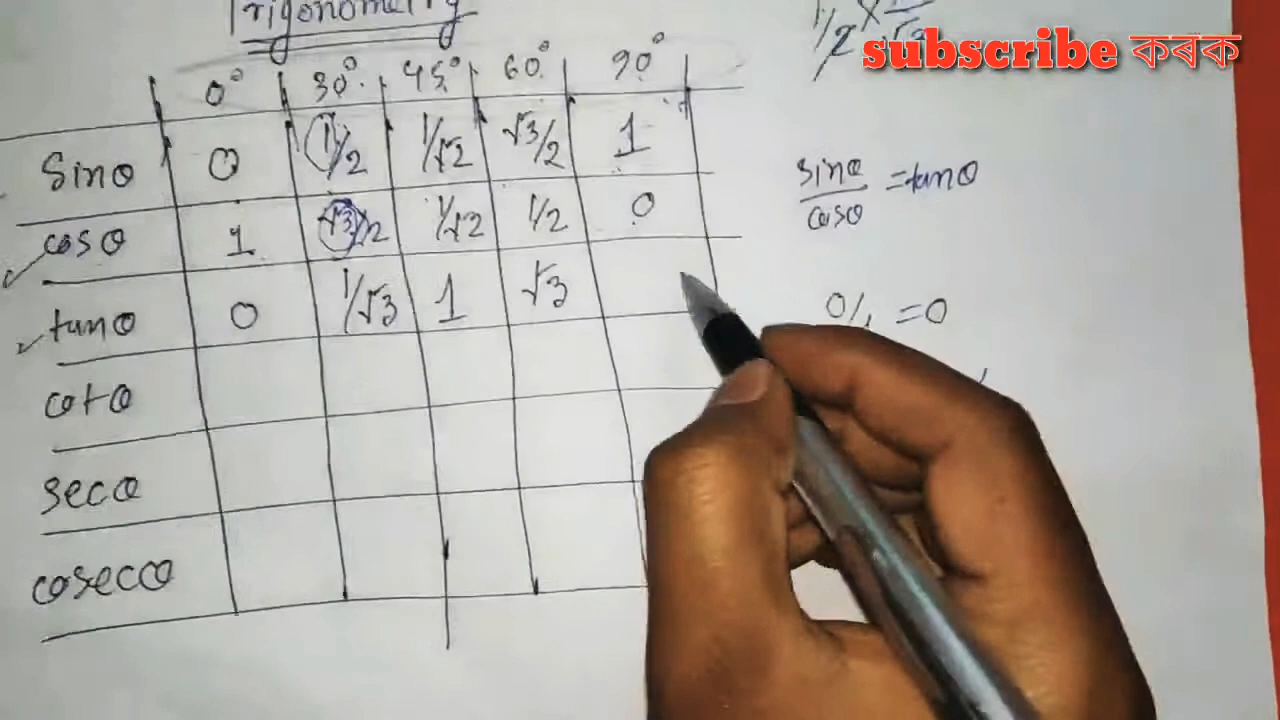 Trigonometry
subscribe কৰক
0° 30° 45° 60° 90°
Sinθ 0 1/2 1/√2 √3/2 1
cosθ 1 √3/2 1/√2 1/2 0
tanθ 0 1/√3 1 √3
cotθ
secθ
cosecθ
sinθ/cosθ = tanθ
0/1 = 0